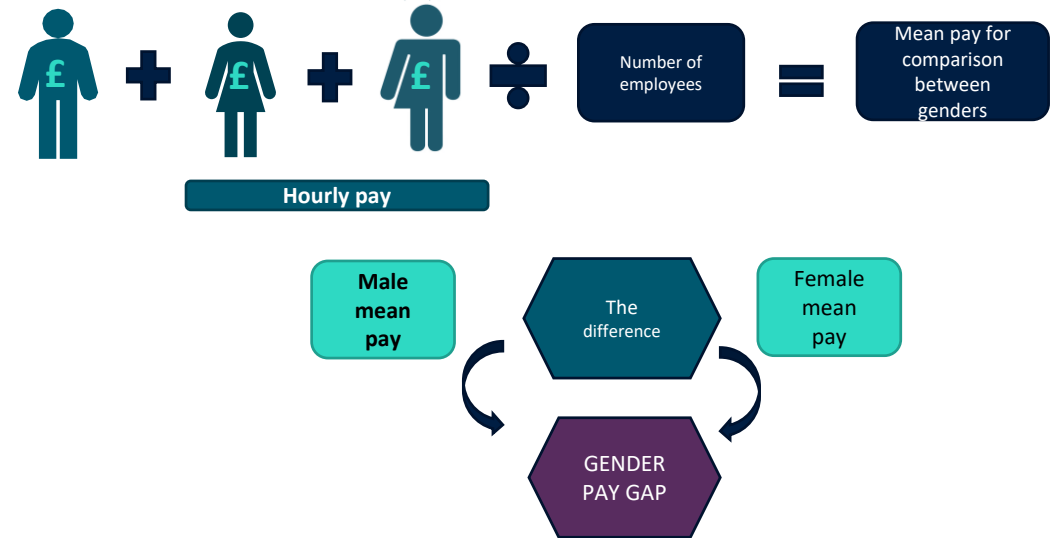 £ + £ + £ ÷
Number of
employees
=
Mean pay for
comparison
between
genders
Hourly pay
Male
mean
pay
The
difference
Female
mean
pay
GENDER
PAY GAP